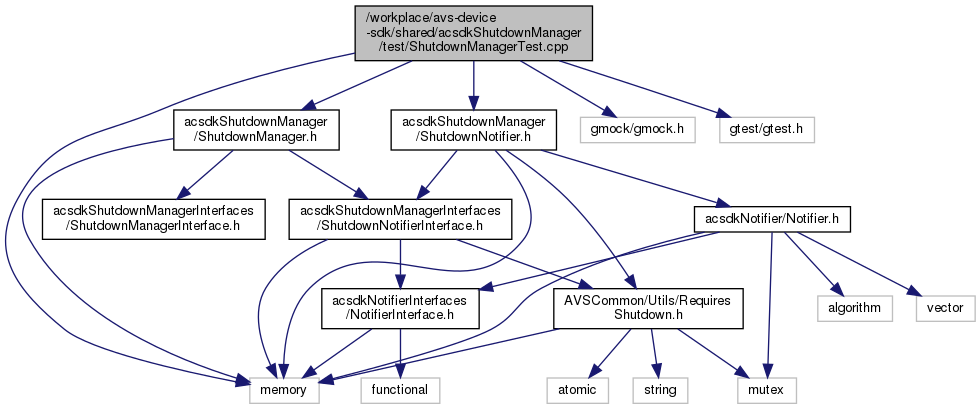 /workplace/avs-device
-sdk/shared/acsdkShutdownManager
/test/ShutdownManagerTest.cpp
acsdkShutdownManager
/ShutdownManager.h
acsdkShutdownManager
/ShutdownNotifier.h
gmock/gmock.h
gtest/gtest.h
acsdkShutdownManagerInterfaces
/ShutdownManagerInterface.h
acsdkShutdownManagerInterfaces
/ShutdownNotifierInterface.h
acsdkNotifier/Notifier.h
acsdkNotifierInterfaces
/NotifierInterface.h
AVSCommon/Utils/Requires
Shutdown.h
algorithm
vector
memory
functional
atomic
string
mutex